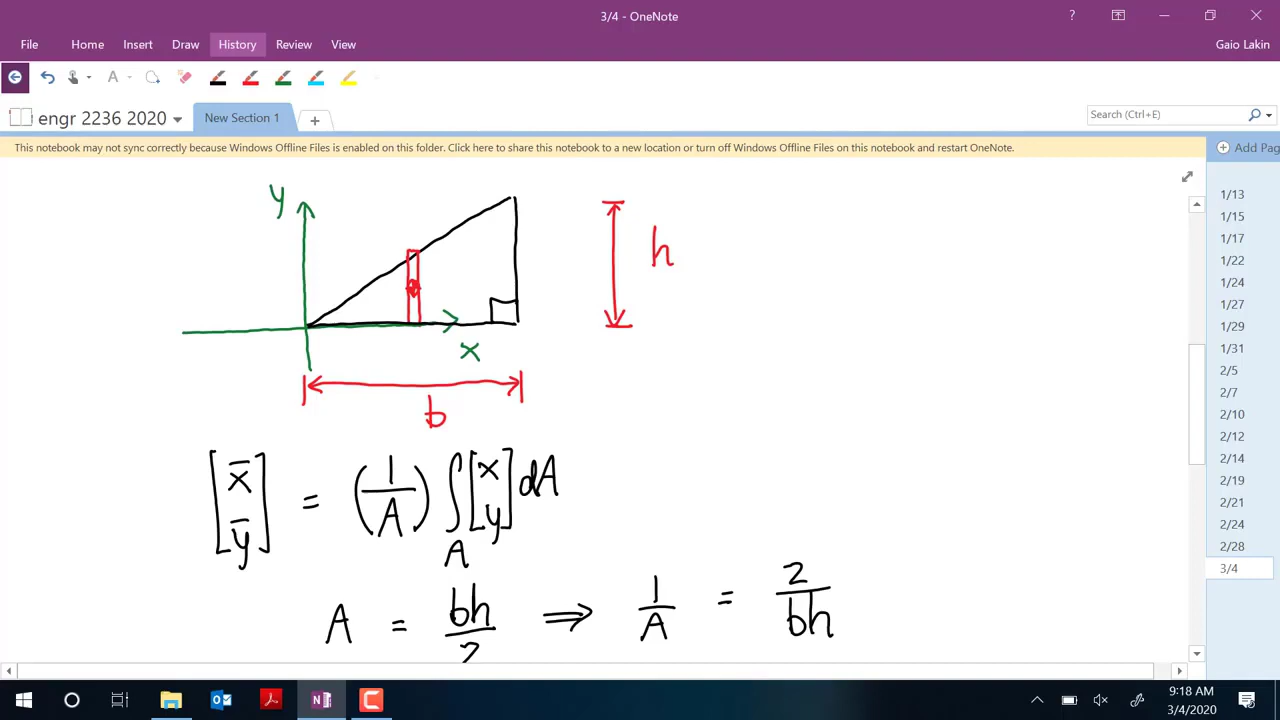 3/4 - OneNote
?
File Home Insert Draw History Review View
Gaio Lakin
A
engr 2236 2020
New Section 1
+
Search (Ctrl+E)
This notebook may not sync correctly because Windows Offline Files is enabled on this folder. Click here to share this notebook to a new location or turn off Windows Offline Files on this notebook and restart OneNote.
Add Pag
1/13
1/15
1/17
1/22
1/24
1/27
1/29
1/31
2/5
2/7
2/10
2/12
2/14
2/19
2/21
2/24
2/28
3/4
y
h
x
b
[x̄ ȳ] = (1/A) ∫_A [x y] dA
A = bh/2 ⇒ 1/A = 2/bh
9:18 AM
3/4/2020